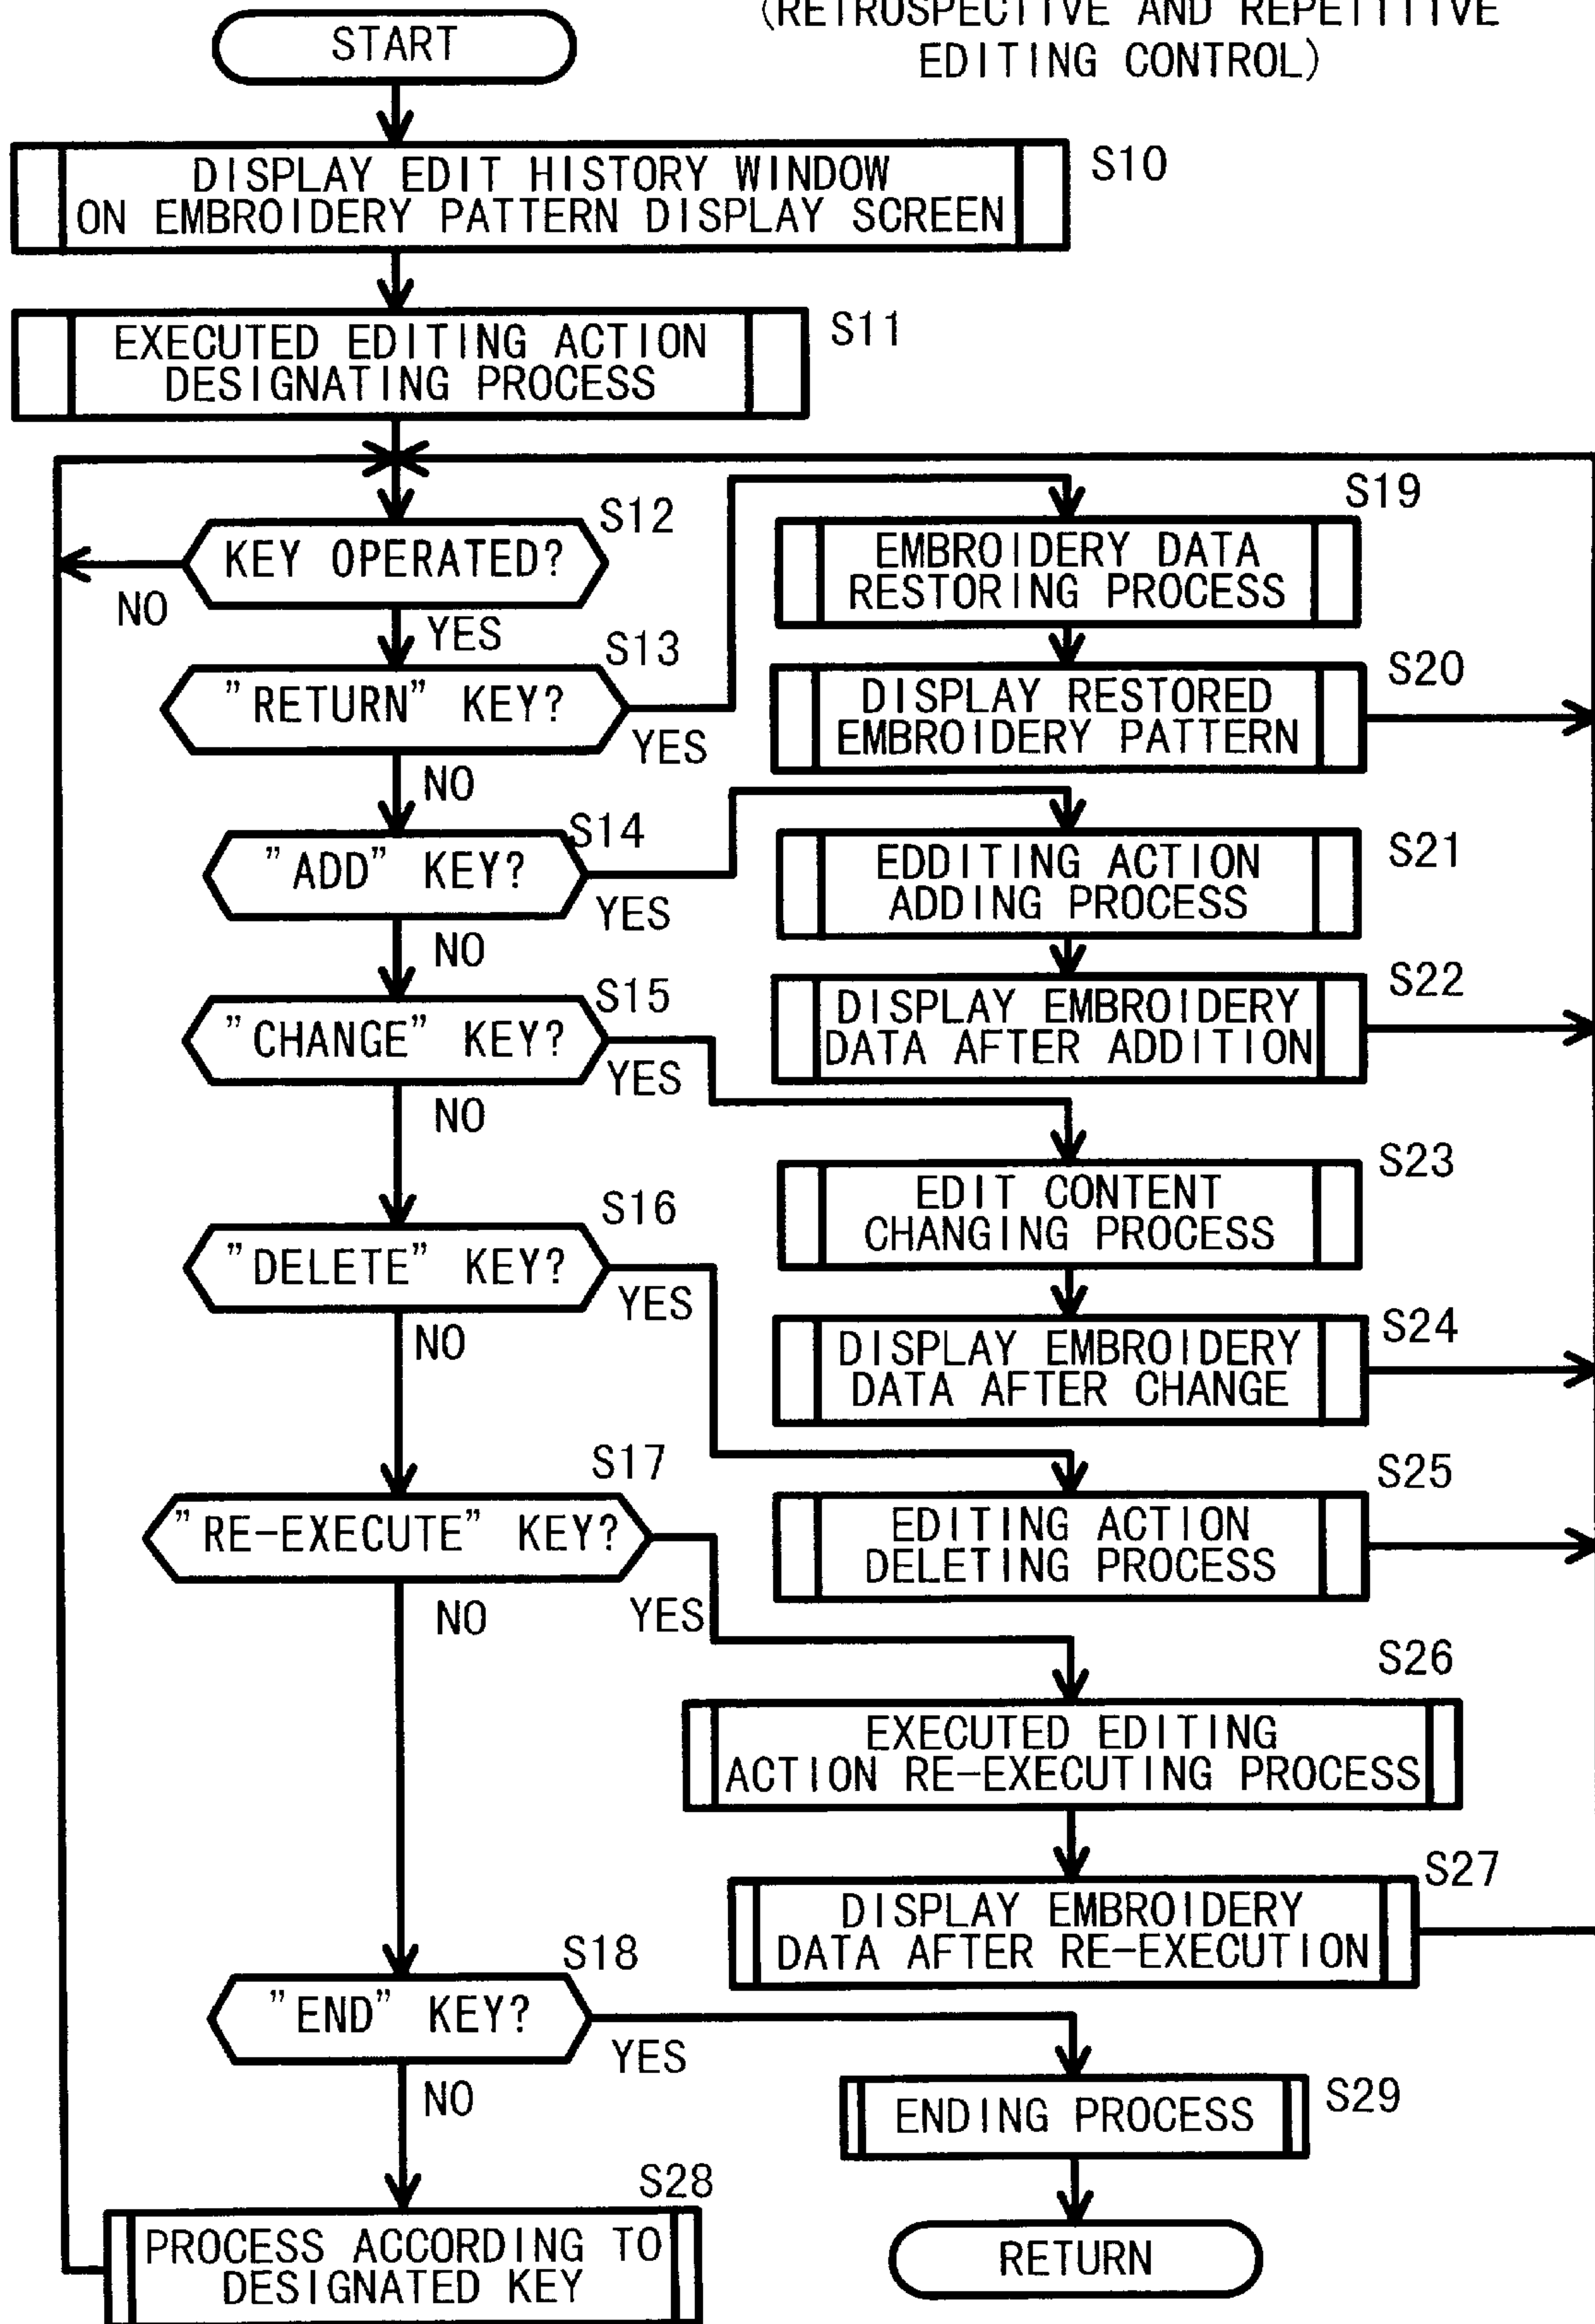 (RETROSPECTIVE AND REPETITIVE
EDITING CONTROL)
START
DISPLAY EDIT HISTORY WINDOW
ON EMBROIDERY PATTERN DISPLAY SCREEN
S10
EXECUTED EDITING ACTION
DESIGNATING PROCESS
S11
KEY OPERATED?
S12
NO
YES
"RETURN" KEY?
S13
YES
NO
EMBROIDERY DATA
RESTORING PROCESS
S19
DISPLAY RESTORED
EMBROIDERY PATTERN
S20
"ADD" KEY?
S14
YES
NO
EDDITING ACTION
ADDING PROCESS
S21
DISPLAY EMBROIDERY
DATA AFTER ADDITION
S22
"CHANGE" KEY?
S15
YES
NO
EDIT CONTENT
CHANGING PROCESS
S23
DISPLAY EMBROIDERY
DATA AFTER CHANGE
S24
"DELETE" KEY?
S16
YES
NO
EDITING ACTION
DELETING PROCESS
S25
"RE-EXECUTE" KEY?
S17
YES
NO
EXECUTED EDITING
ACTION RE-EXECUTING PROCESS
S26
DISPLAY EMBROIDERY
DATA AFTER RE-EXECUTION
S27
"END" KEY?
S18
YES
NO
ENDING PROCESS
S29
RETURN
PROCESS ACCORDING TO
DESIGNATED KEY
S28